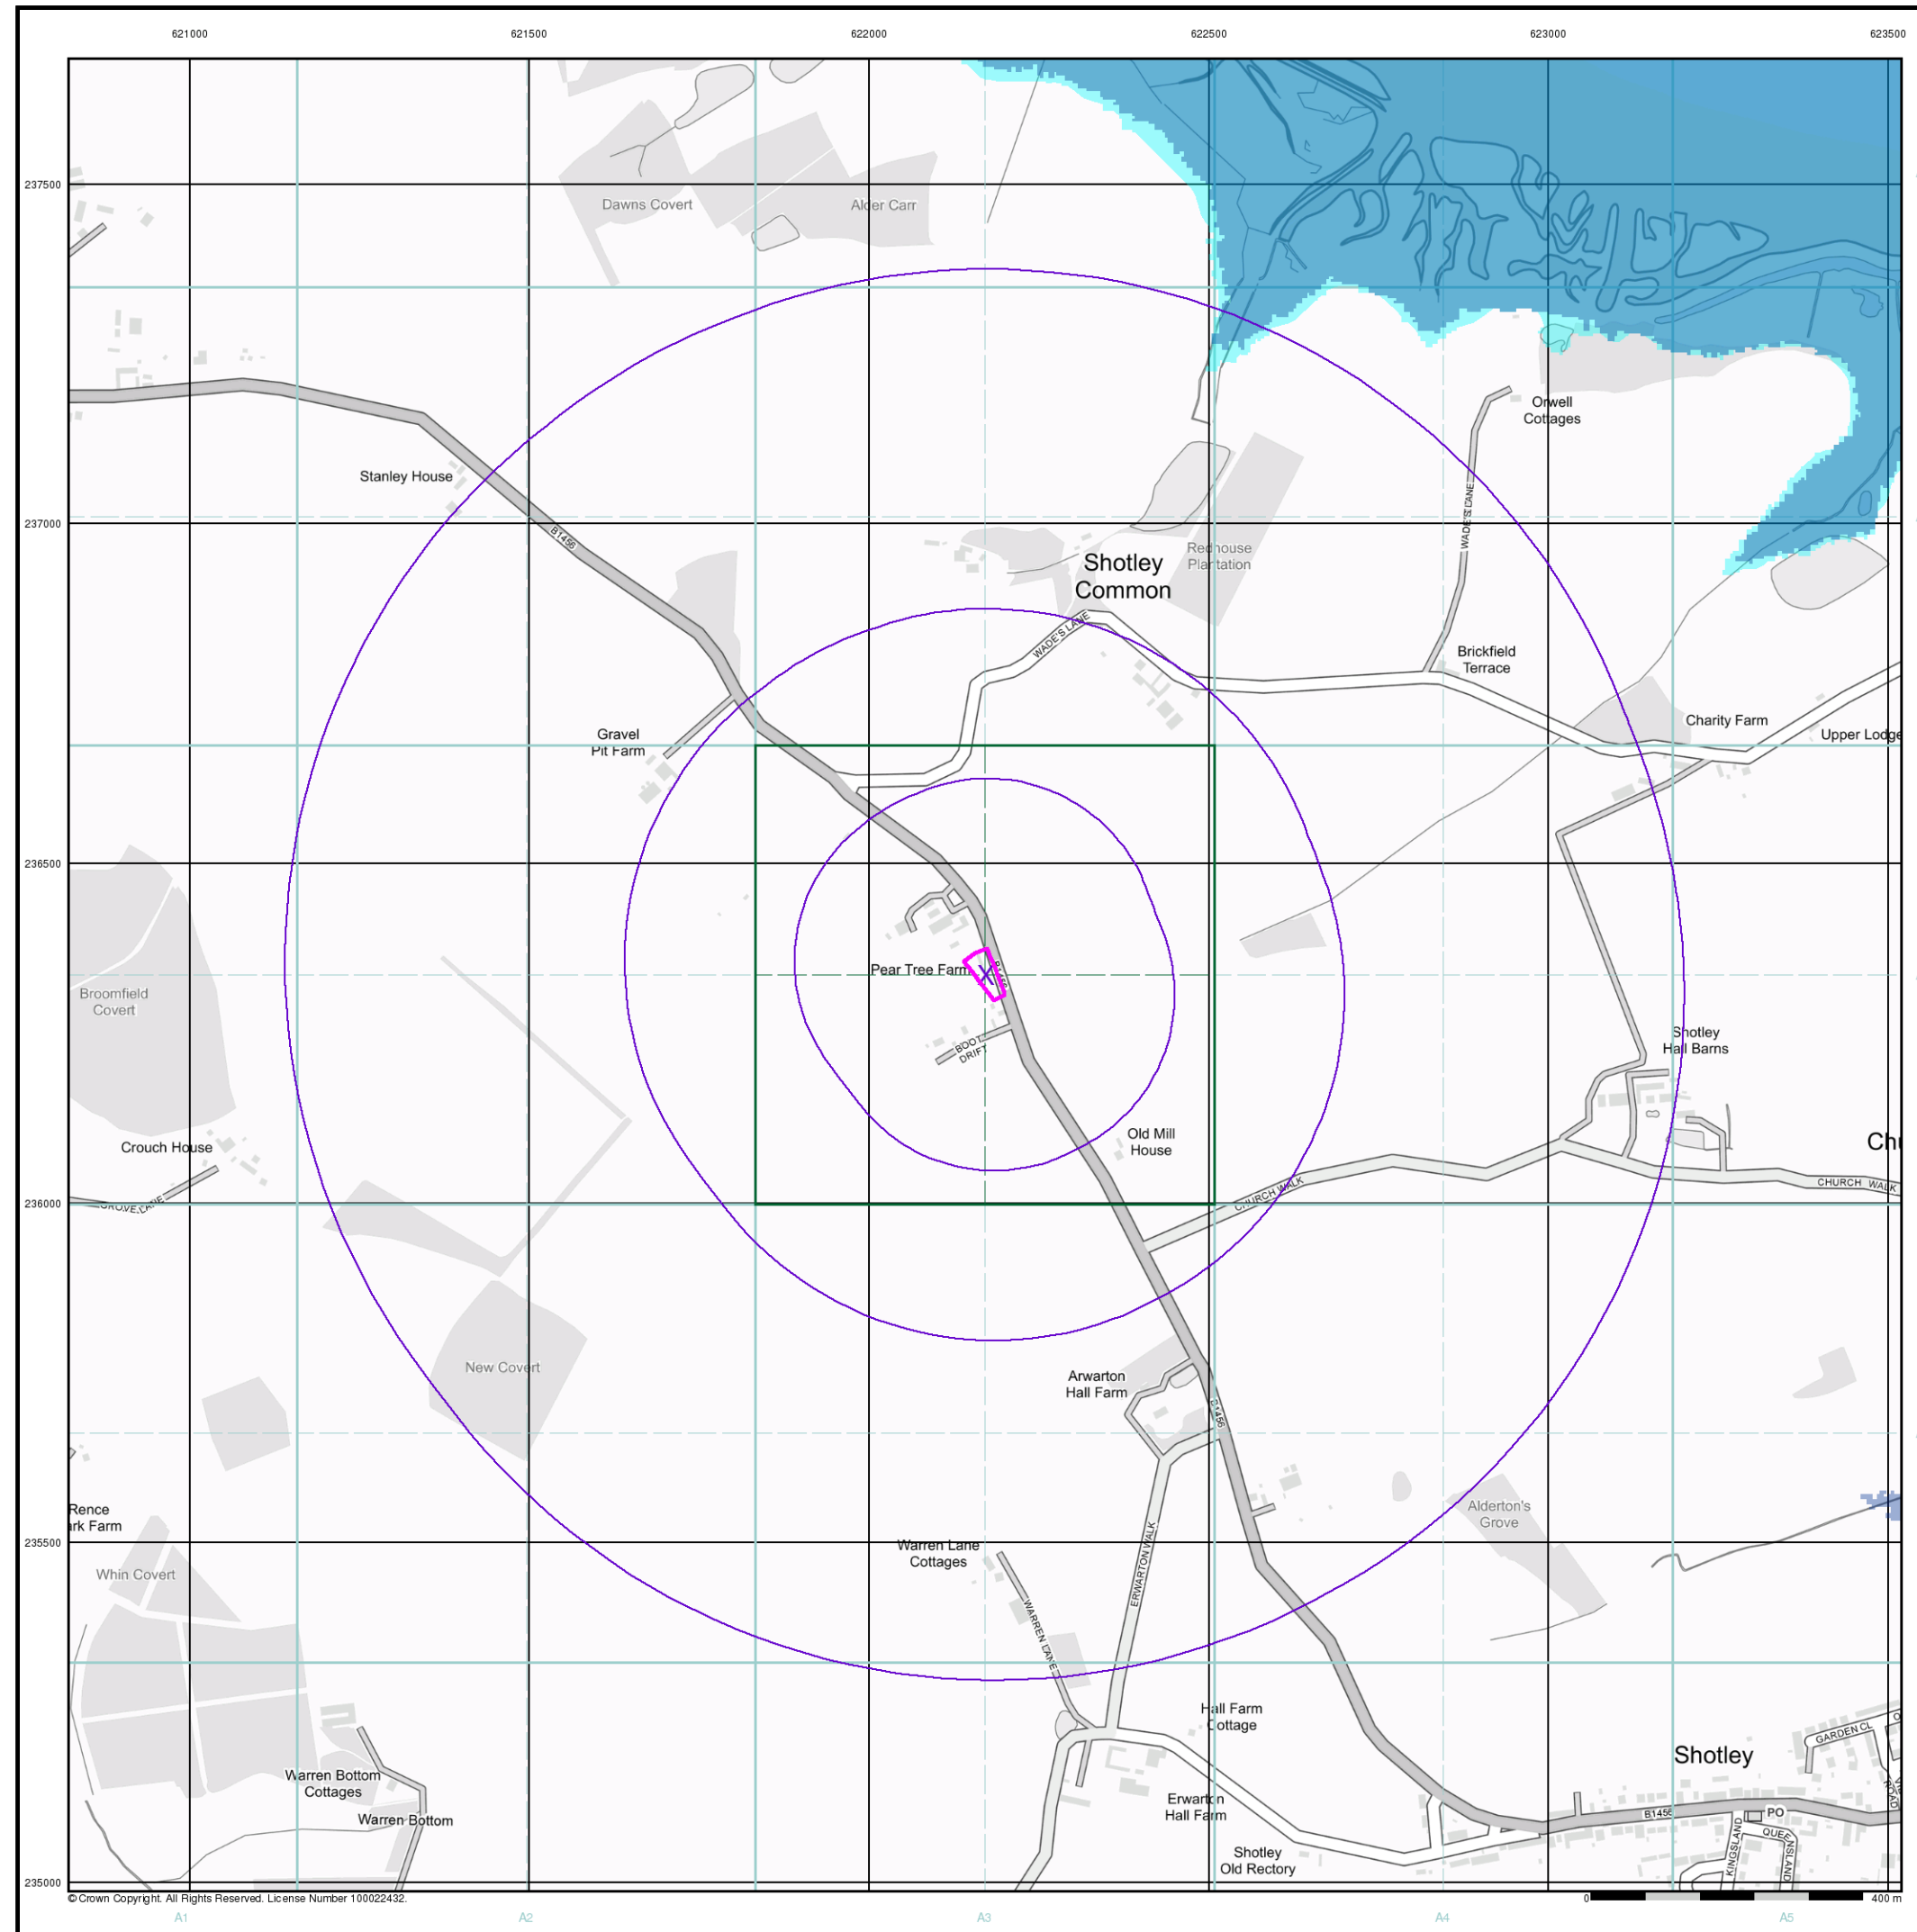 621000 621500 622000 622500 623000 623500
237500
Dawns Covert
Alder Carr
Orwell
Cottages
Stanley House
WADE'S LANE
237000
B1456
Redhouse
Plantation
Shotley
Common
WADE'S LANE
Brickfield
Terrace
Gravel
Pit Farm
Charity Farm
Upper Lodge
236500
Pear Tree Farm
X
B1456
Broomfield
Covert
BOOT
DRIFT
Shotley
Hall Barns
Old Mill
House
Crouch House
Chu
CHURCH WALK
CHURCH WALK
236000
GROVE LANE
New Covert
Arwarton
Hall Farm
B1456
Rence
ark Farm
Alderton's
Grove
235500
Warren Lane
Cottages
Whin Covert
ERWARTON WALK
WARREN LANE
Hall Farm
Cottage
GARDEN CL
Shotley
Warren Bottom
Cottages
Warren Bottom
Erwarton
Hall Farm
B1456
PO
ROAD
QUEENSLAND
KINGSLAND
Shotley
Old Rectory
235000
© Crown Copyright. All Rights Reserved. License Number 100022432.
0 400 m
A1 A2 A3 A4 A5